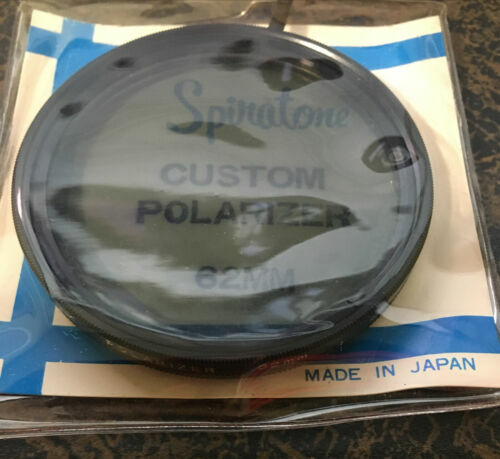 Spiratone
CUSTOM
POLARIZER
62MM
MADE IN JAPAN